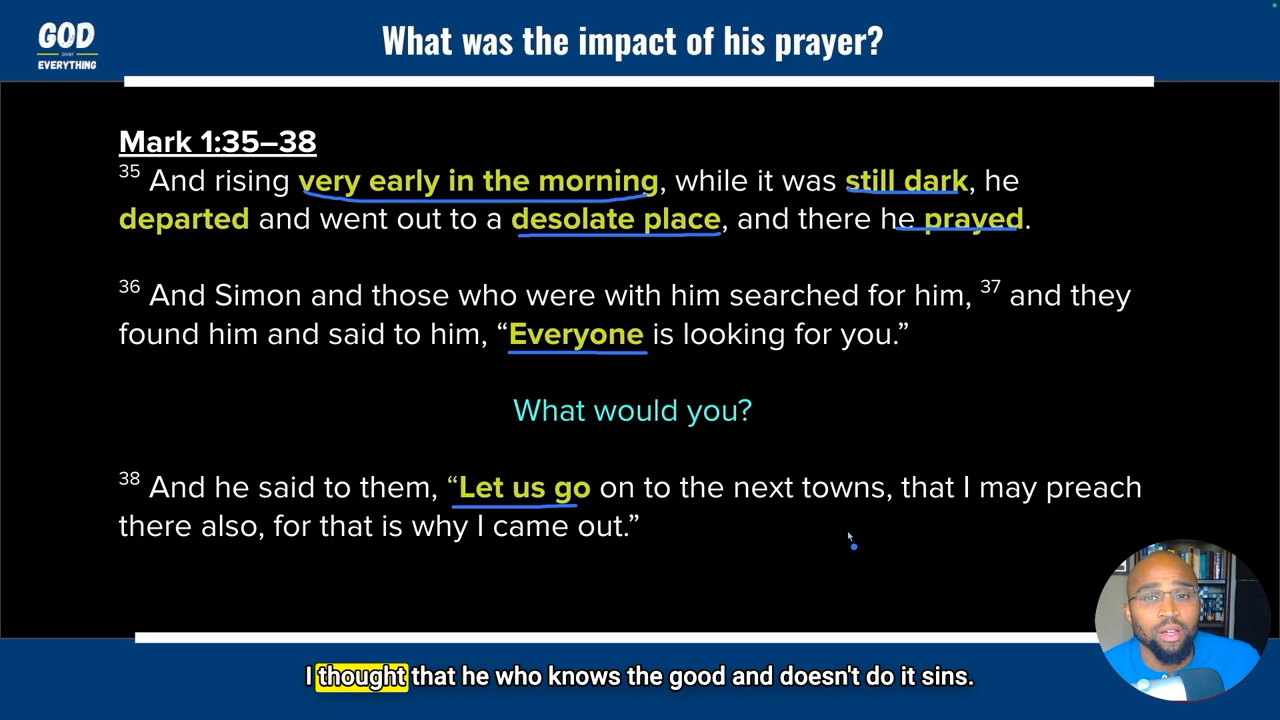 GOD
over
EVERYTHING
What was the impact of his prayer?
Mark 1:35–38
35 And rising very early in the morning, while it was still dark, he
departed and went out to a desolate place, and there he prayed.
36 And Simon and those who were with him searched for him, 37 and they
found him and said to him, “Everyone is looking for you.”
What would you?
38 And he said to them, “Let us go on to the next towns, that I may preach
there also, for that is why I came out.”
I thought that he who knows the good and doesn't do it sins.